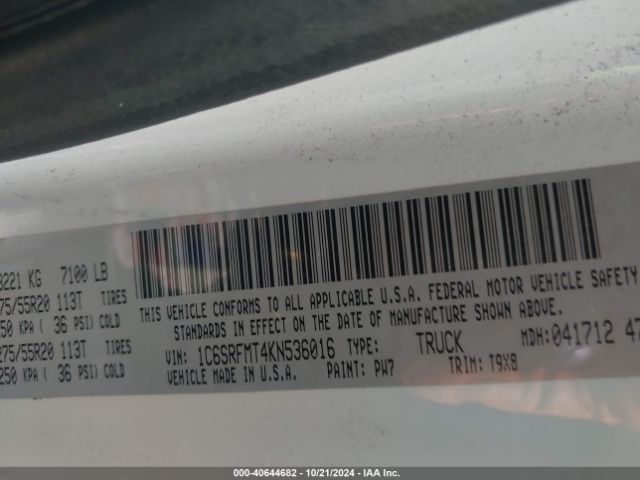 3221 KG 7100 LB
75/55R20 113T TIRES
250 KPA ( 36 PSI) COLD
275/55R20 113T TIRES
250 KPA ( 36 PSI) COLD
THIS VEHICLE CONFORMS TO ALL APPLICABLE U.S.A. FEDERAL MOTOR VEHICLE SAFETY
STANDARDS IN EFFECT ON THE DATE OF MANUFACTURE SHOWN ABOVE.
VIN: 1C6SRFMT4KN536016 TYPE: TRUCK MDH: 041712 47
VEHICLE MADE IN U.S.A. PAINT: PW7 TRIM: T9X8
000-40644682 | 10/21/2024 | IAA Inc.